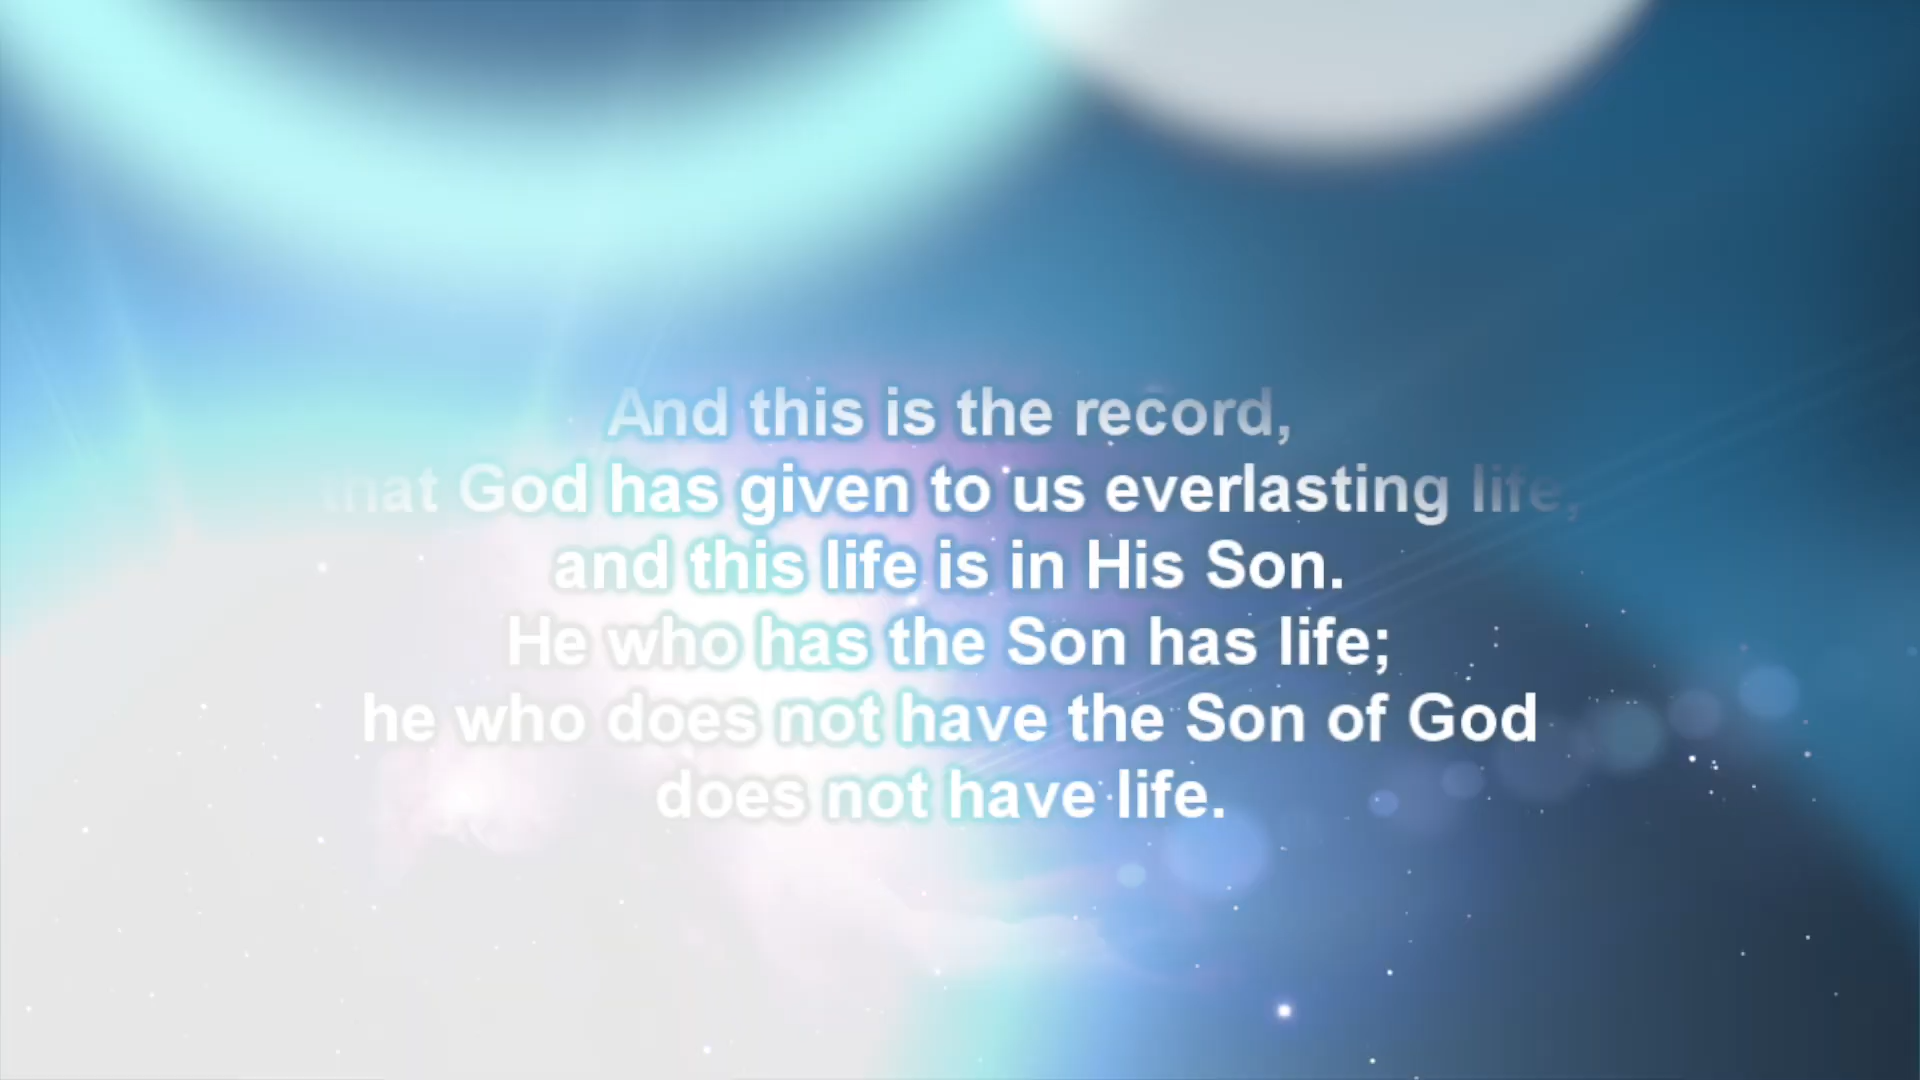 And this is the record,
that God has given to us everlasting life,
and this life is in His Son.
He who has the Son has life;
he who does not have the Son of God
does not have life.